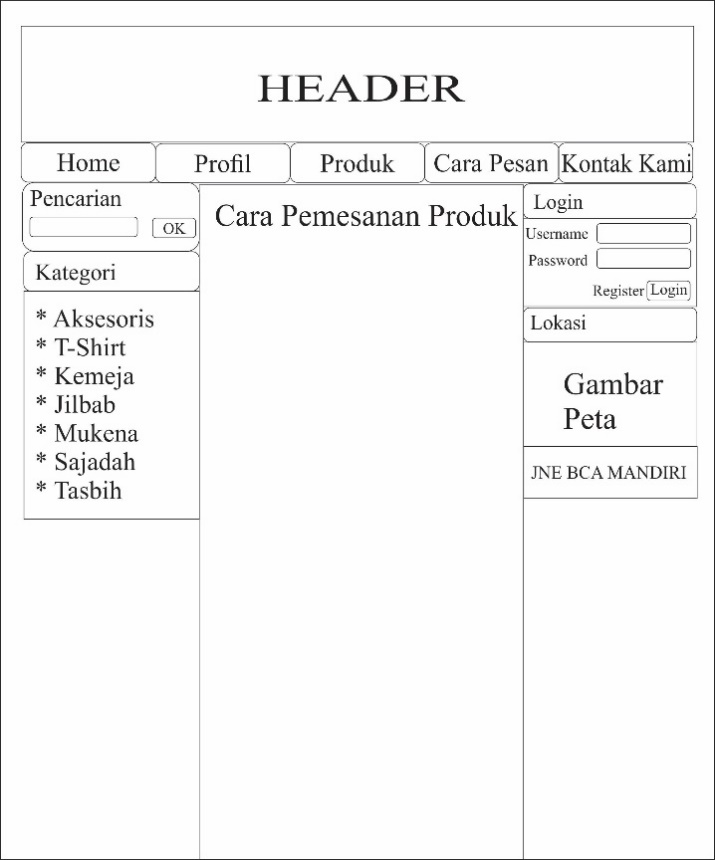 HEADER
Home Profil Produk Cara Pesan Kontak Kami
Pencarian
OK
Kategori
* Aksesoris
* T-Shirt
* Kemeja
* Jilbab
* Mukena
* Sajadah
* Tasbih
Cara Pemesanan Produk
Login
Username
Password
Register Login
Lokasi
Gambar
Peta
JNE BCA MANDIRI